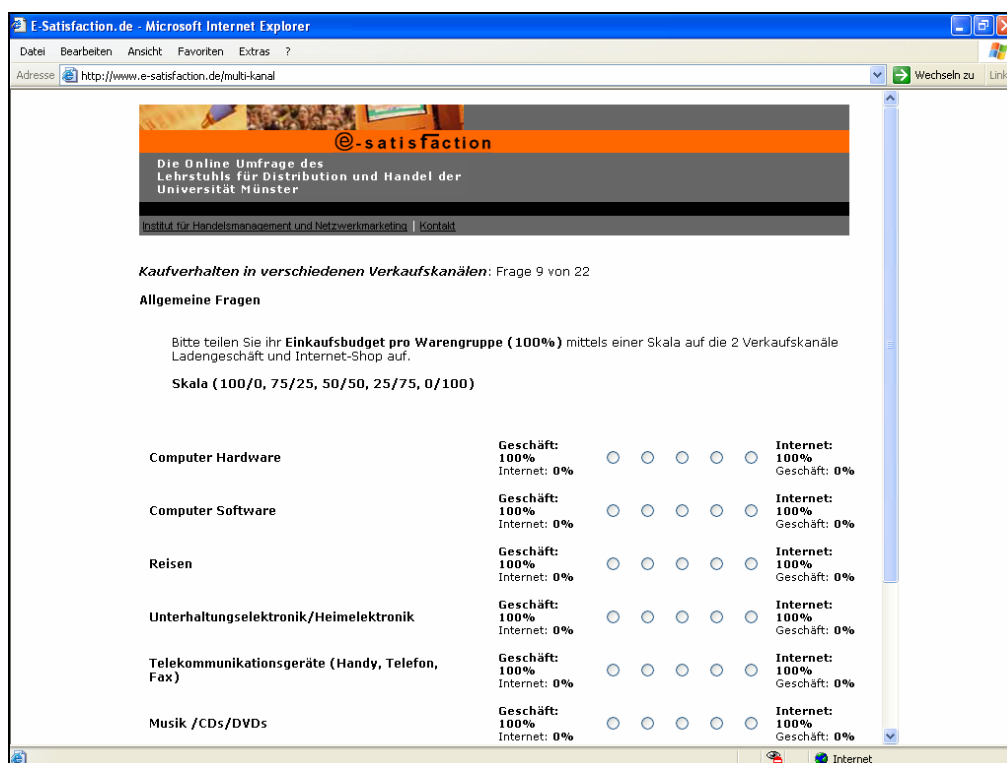 E-Satisfaction.de - Microsoft Internet Explorer
Datei Bearbeiten Ansicht Favoriten Extras ?
Adresse http://www.e-satisfaction.de/multi-kanal Wechseln zu Link
@-satisfaction
Die Online Umfrage des
Lehrstuhls für Distribution und Handel der
Universität Münster
Institut für Handelsmanagement und Netzwerkmarketing | Kontakt
Kaufverhalten in verschiedenen Verkaufskanälen: Frage 9 von 22
Allgemeine Fragen
Bitte teilen Sie ihr Einkaufsbudget pro Warengruppe (100%) mittels einer Skala auf die 2 Verkaufskanäle
Ladengeschäft und Internet-Shop auf.
Skala (100/0, 75/25, 50/50, 25/75, 0/100)
Computer Hardware
Geschäft:
100%
Internet: 0%
Internet:
100%
Geschäft: 0%
Computer Software
Geschäft:
100%
Internet: 0%
Internet:
100%
Geschäft: 0%
Reisen
Geschäft:
100%
Internet: 0%
Internet:
100%
Geschäft: 0%
Unterhaltungselektronik/Heimelektronik
Geschäft:
100%
Internet: 0%
Internet:
100%
Geschäft: 0%
Telekommunikationsgeräte (Handy, Telefon,
Fax)
Geschäft:
100%
Internet: 0%
Internet:
100%
Geschäft: 0%
Musik /CDs/DVDs
Geschäft:
100%
Internet: 0%
Internet:
100%
Geschäft: 0%
Internet